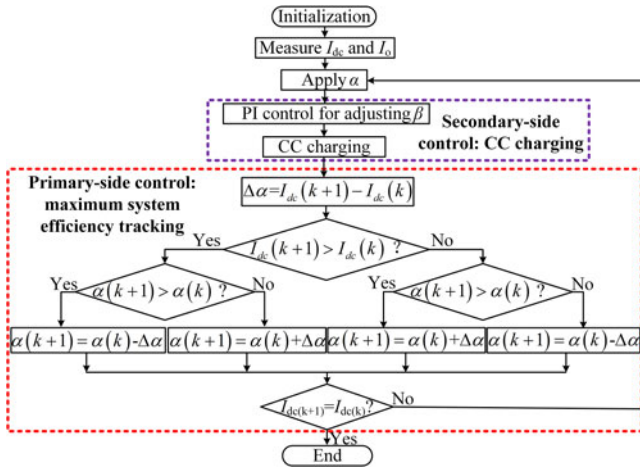 Initialization
Measure I_dc and I_o
Apply α
PI control for adjusting β
CC charging
Secondary-side
control: CC charging
Primary-side control:
maximum system
efficiency tracking
Δα=I_dc(k+1)−I_dc(k)
Yes
I_dc(k+1)>I_dc(k) ?
No
Yes
α(k+1)>α(k) ?
No
Yes
α(k+1)>α(k) ?
No
α(k+1)=α(k)-Δα
α(k+1)=α(k)+Δα
α(k+1)=α(k)+Δα
α(k+1)=α(k)-Δα
I_dc(k+1)=I_dc(k)?
No
Yes
End